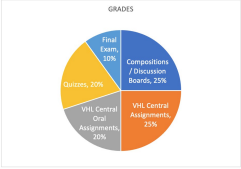 GRADES
Final
Exam,
10%
Compositions
/ Discussion
Boards, 25%
Quizzes, 20%
VHL Central
Oral
Assignments,
20%
VHL Central
Assignments,
25%